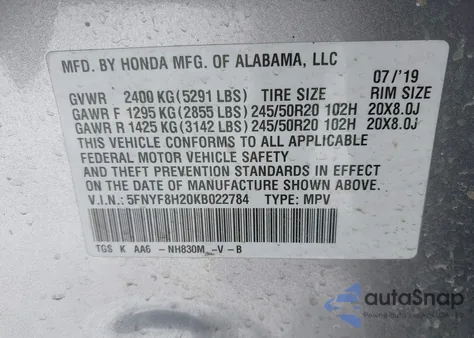 MFD. BY HONDA MFG. OF ALABAMA, LLC
07/'19
GVWR 2400 KG(5291 LBS) TIRE SIZE RIM SIZE
GAWR F 1295 KG(2855 LBS) 245/50R20 102H 20X8.0J
GAWR R 1425 KG(3142 LBS) 245/50R20 102H 20X8.0J
THIS VEHICLE CONFORMS TO ALL APPLICABLE
FEDERAL MOTOR VEHICLE SAFETY
AND THEFT PREVENTION STANDARDS IN EFFECT
ON THE DATE OF MANUFACTURE SHOWN ABOVE.
V.I.N.: 5FNYF8H20KB022784 TYPE: MPV
TGS K AA6 -NH830M -V-B
autoSnap